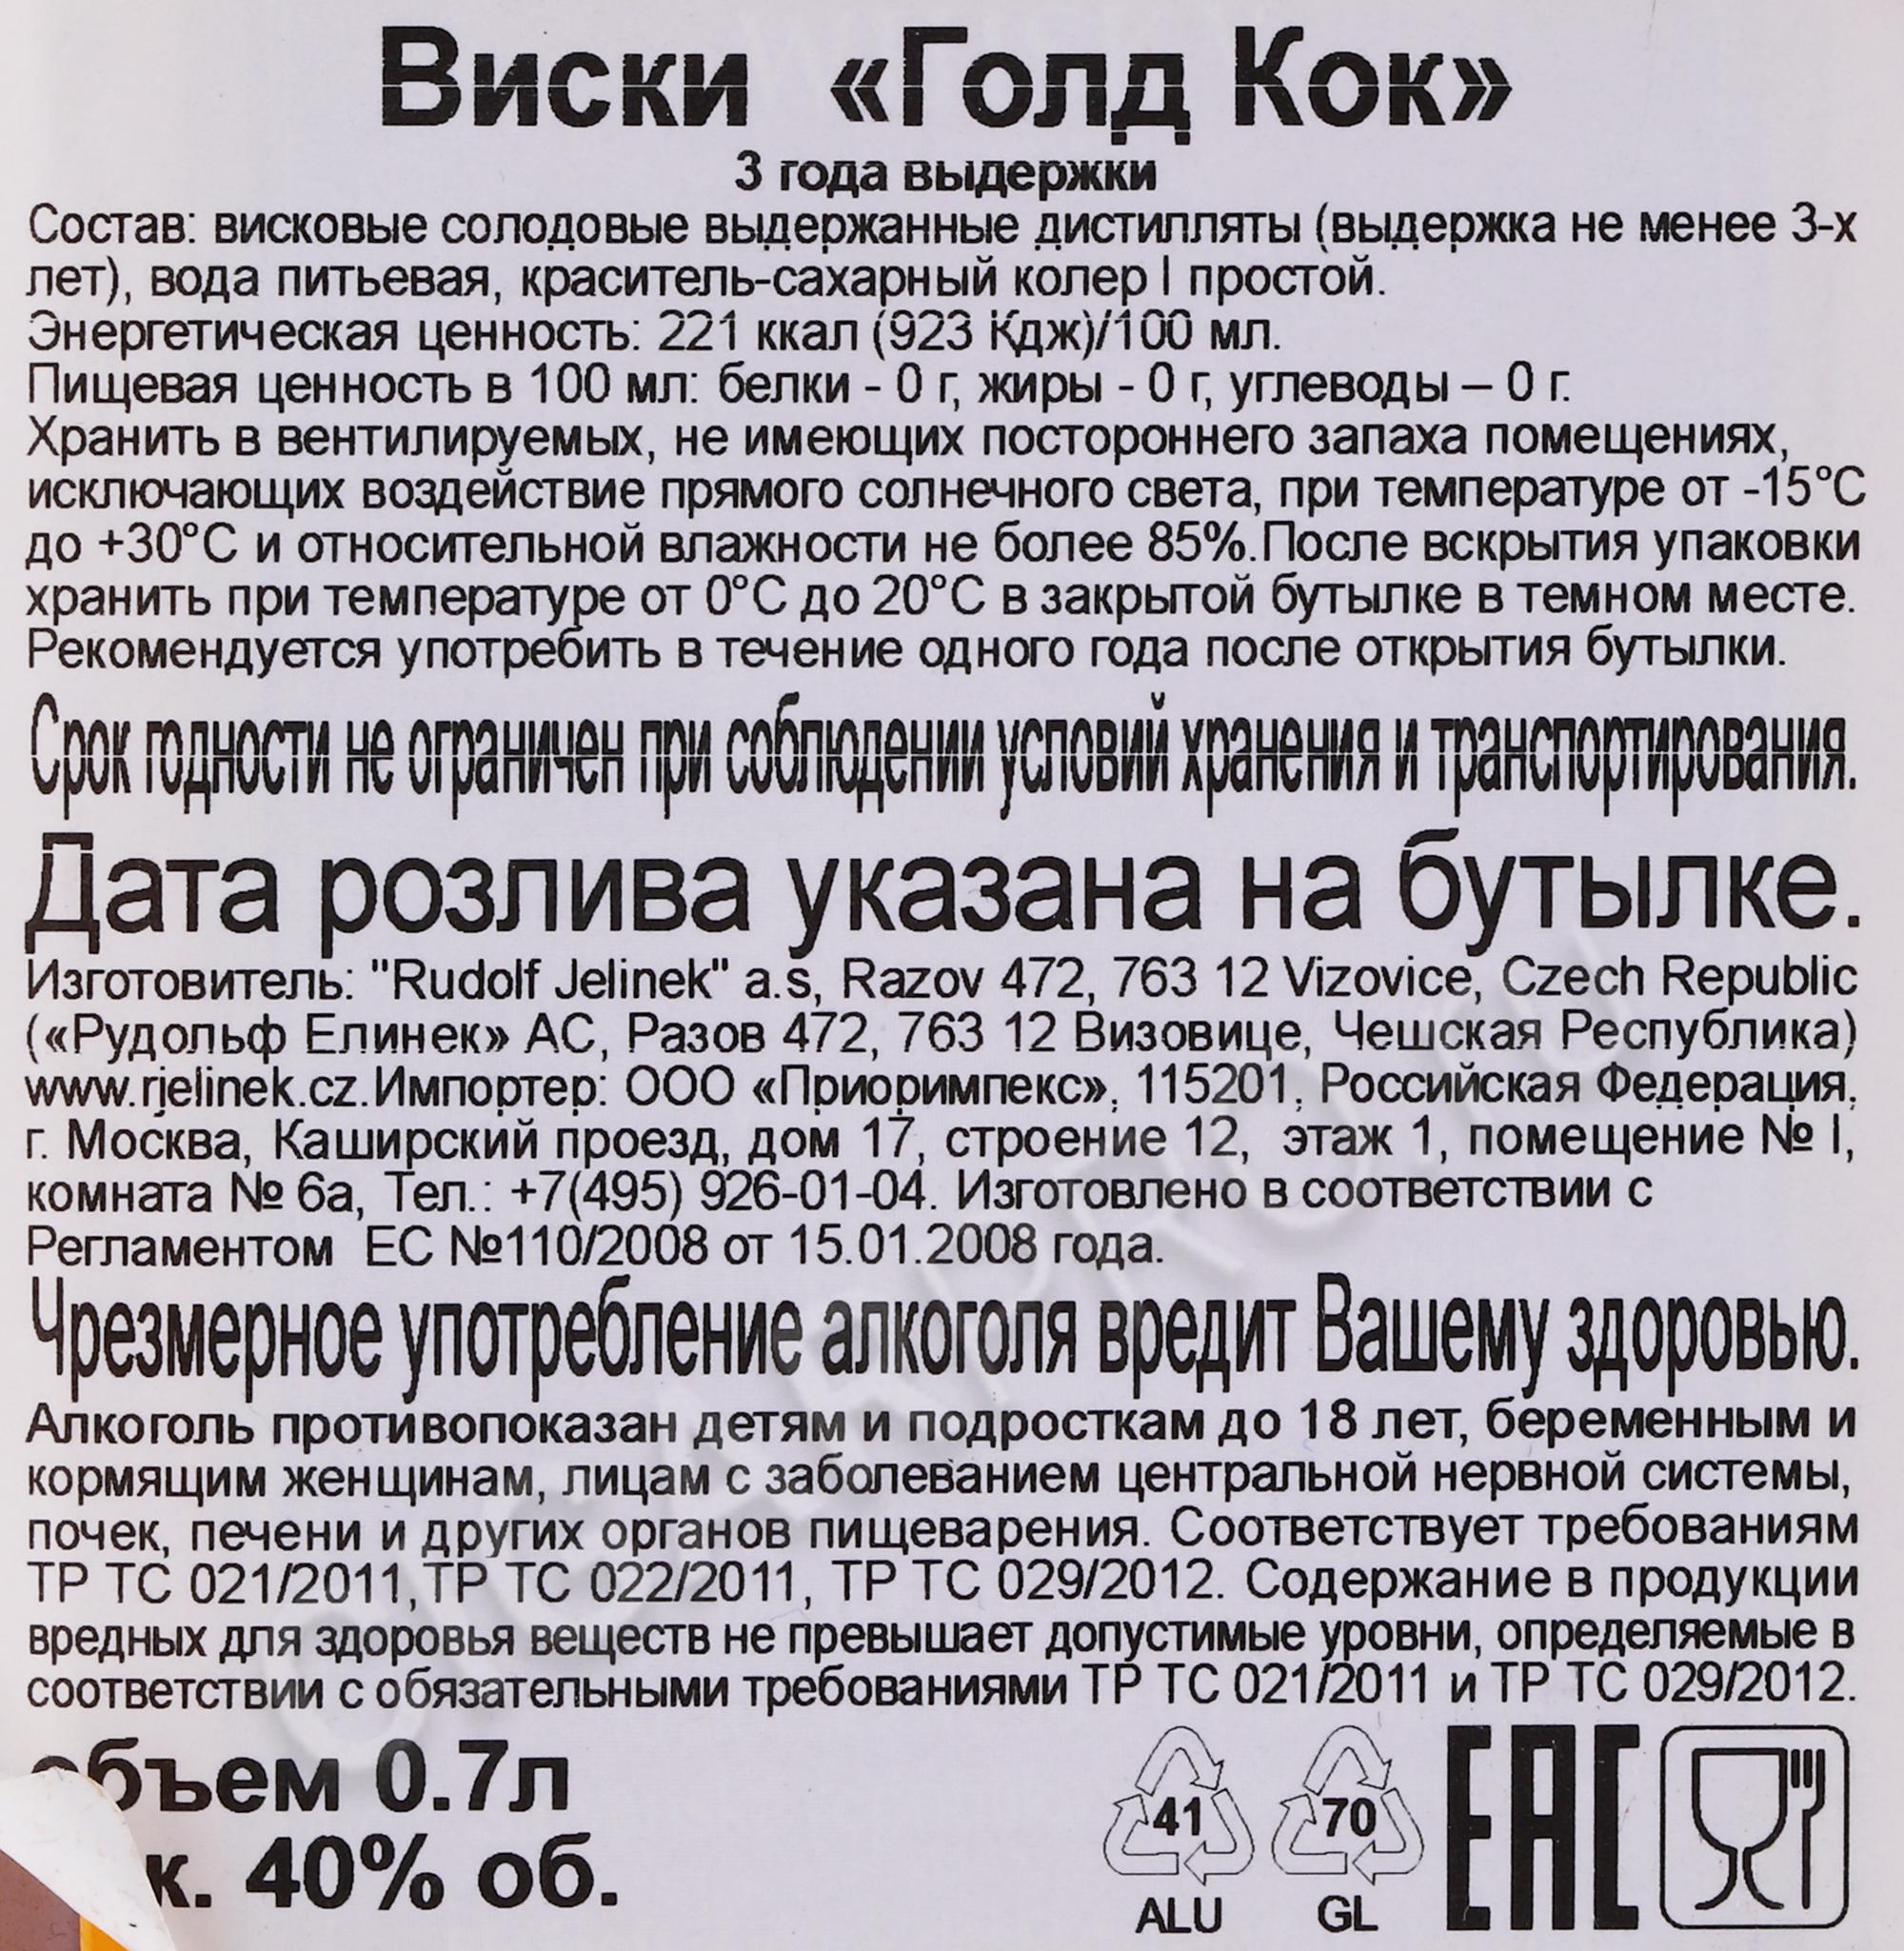 Виски «Голд Кок»
3 года выдержки
Состав: висковые солодовые выдержанные дистилляты (выдержка не менее 3-х
лет), вода питьевая, краситель-сахарный колер I простой.
Энергетическая ценность: 221 ккал (923 Кдж)/100 мл.
Пищевая ценность в 100 мл: белки - 0 г, жиры - 0 г, углеводы – 0 г.
Хранить в вентилируемых, не имеющих постороннего запаха помещениях,
исключающих воздействие прямого солнечного света, при температуре от -15°С
до +30°С и относительной влажности не более 85%.После вскрытия упаковки
хранить при температуре от 0°С до 20°С в закрытой бутылке в темном месте.
Рекомендуется употребить в течение одного года после открытия бутылки.
Срок годности не ограничен при соблюдении условий хранения и транспортирования.
Дата розлива указана на бутылке.
Изготовитель: "Rudolf Jelinek" a.s, Razov 472, 763 12 Vizovice, Czech Republic
(«Рудольф Елинек» АС, Разов 472, 763 12 Визовице, Чешская Республика)
www.rjelinek.cz.Импортер: ООО «Приоримпекс», 115201, Российская Федерация,
г. Москва, Каширский проезд, дом 17, строение 12, этаж 1, помещение № I,
комната № 6а, Тел.: +7(495) 926-01-04. Изготовлено в соответствии с
Регламентом ЕС №110/2008 от 15.01.2008 года.
Чрезмерное употребление алкоголя вредит Вашему здоровью.
Алкоголь противопоказан детям и подросткам до 18 лет, беременным и
кормящим женщинам, лицам с заболеванием центральной нервной системы,
почек, печени и других органов пищеварения. Соответствует требованиям
ТР ТС 021/2011,ТР ТС 022/2011, ТР ТС 029/2012. Содержание в продукции
вредных для здоровья веществ не превышает допустимые уровни, определяемые в
соответствии с обязательными требованиями ТР ТС 021/2011 и ТР ТС 029/2012.
объем 0.7л
к. 40% об.
41 70 EAC
ALU GL